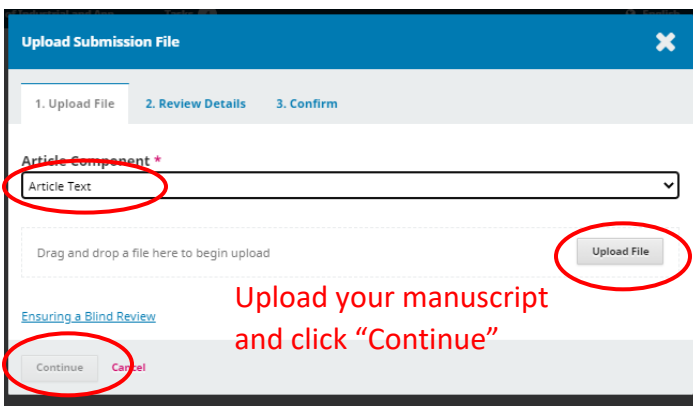 Upload Submission File
1. Upload File 2. Review Details 3. Confirm
Article Component *
Article Text
Drag and drop a file here to begin upload
Upload File
Upload your manuscript
and click “Continue”
Ensuring a Blind Review
Continue Cancel